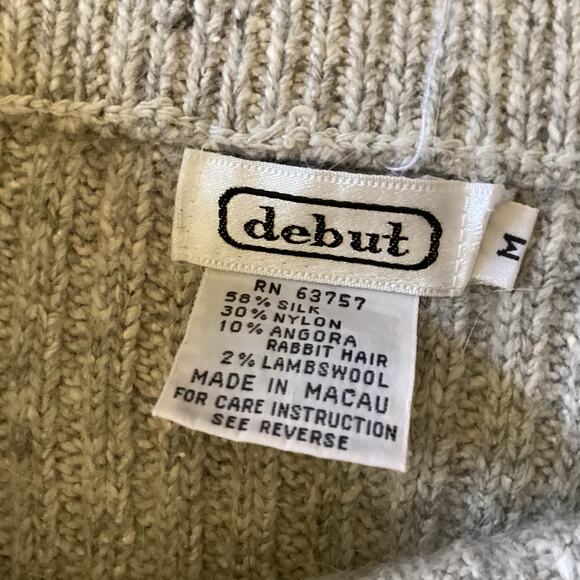 debut
M
RN 63757
58% SILK
30% NYLON
10% ANGORA
RABBIT HAIR
2% LAMBSWOOL
MADE IN MACAU
FOR CARE INSTRUCTION
SEE REVERSE